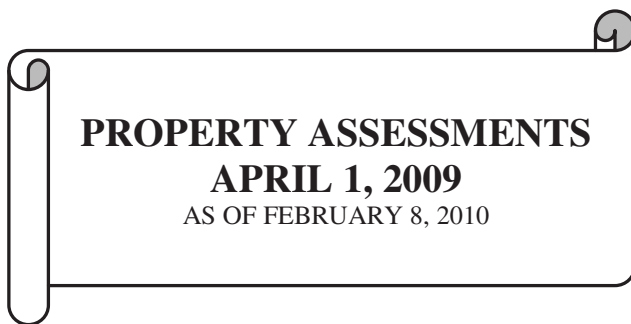 PROPERTY ASSESSMENTS
APRIL 1, 2009
AS OF FEBRUARY 8, 2010